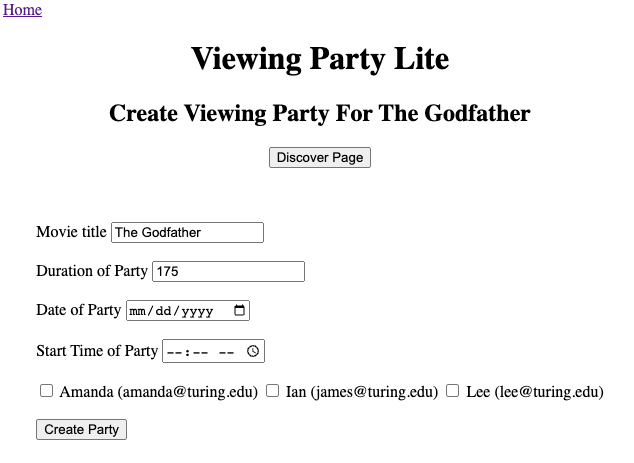 Home
Viewing Party Lite
Create Viewing Party For The Godfather
Discover Page
Movie title The Godfather
Duration of Party 175
Date of Party mm/dd/yyyy
Start Time of Party --:-- --
Amanda (amanda@turing.edu) Ian (james@turing.edu) Lee (lee@turing.edu)
Create Party